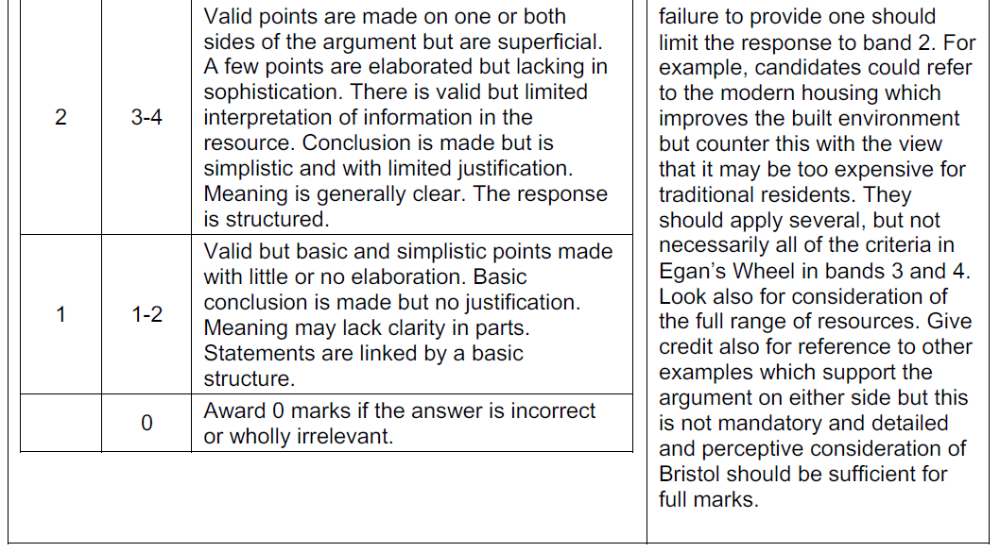 2
3-4
Valid points are made on one or both
sides of the argument but are superficial.
A few points are elaborated but lacking in
sophistication. There is valid but limited
interpretation of information in the
resource. Conclusion is made but is
simplistic and with limited justification.
Meaning is generally clear. The response
is structured.
1
1-2
Valid but basic and simplistic points made
with little or no elaboration. Basic
conclusion is made but no justification.
Meaning may lack clarity in parts.
Statements are linked by a basic
structure.
0
Award 0 marks if the answer is incorrect
or wholly irrelevant.
failure to provide one should
limit the response to band 2. For
example, candidates could refer
to the modern housing which
improves the built environment
but counter this with the view
that it may be too expensive for
traditional residents. They
should apply several, but not
necessarily all of the criteria in
Egan’s Wheel in bands 3 and 4.
Look also for consideration of
the full range of resources. Give
credit also for reference to other
examples which support the
argument on either side but this
is not mandatory and detailed
and perceptive consideration of
Bristol should be sufficient for
full marks.